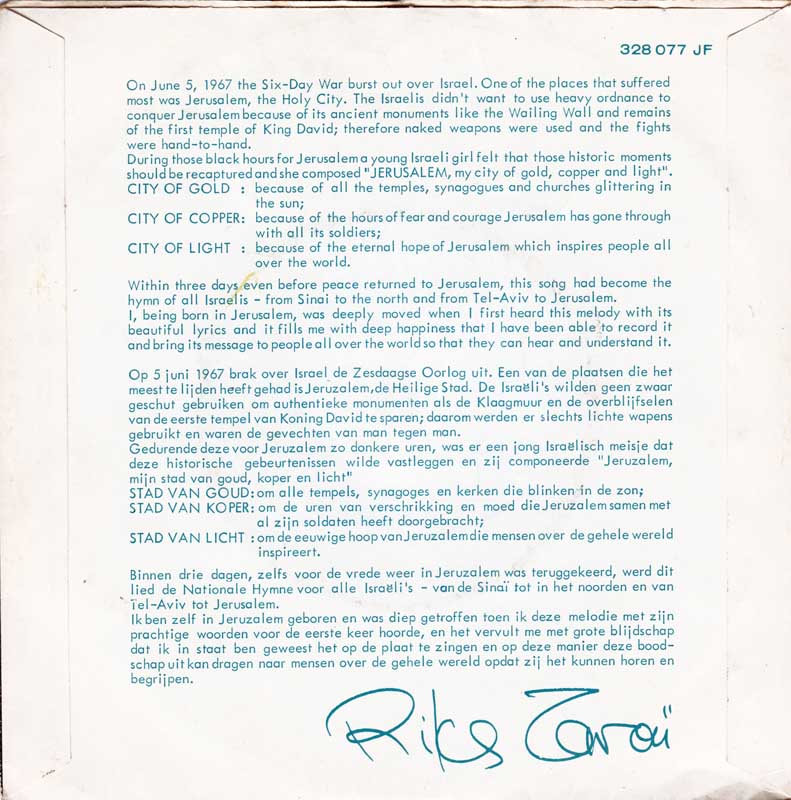 328 077 JF
On June 5, 1967 the Six-Day War burst out over Israel. One of the places that suffered
most was Jerusalem, the Holy City. The Israelis didn't want to use heavy ordnance to
conquer Jerusalem because of its ancient monuments like the Wailing Wall and remains
of the first temple of King David; therefore naked weapons were used and the fights
were hand-to-hand.
During those black hours for Jerusalem a young Israeli girl felt that those historic moments
should be recaptured and she composed "JERUSALEM, my city of gold, copper and light".
CITY OF GOLD : because of all the temples, synagogues and churches glittering in
the sun;
CITY OF COPPER: because of the hours of fear and courage Jerusalem has gone through
with all its soldiers;
CITY OF LIGHT : because of the eternal hope of Jerusalem which inspires people all
over the world.
Within three days even before peace returned to Jerusalem, this song had become the
hymn of all Israelis - from Sinai to the north and from Tel-Aviv to Jerusalem.
I, being born in Jerusalem, was deeply moved when I first heard this melody with its
beautiful lyrics and it fills me with deep happiness that I have been able to record it
and bring its message to people all over the world so that they can hear and understand it.
Op 5 juni 1967 brak over Israel de Zesdaagse Oorlog uit. Een van de plaatsen die het
meest te lijden heeft gehad is Jeruzalem, de Heilige Stad. De Israëli's wilden geen zwaar
geschut gebruiken om authentieke monumenten als de Klaagmuur en de overblijfselen
van de eerste tempel van Koning David te sparen; daarom werden er slechts lichte wapens
gebruikt en waren de gevechten van man tegen man.
Gedurende deze voor Jeruzalem zo donkere uren, was er een jong Israëlisch meisje dat
deze historische gebeurtenissen wilde vastleggen en zij componeerde "Jeruzalem,
mijn stad van goud, koper en licht"
STAD VAN GOUD: om alle tempels, synagoges en kerken die blinken in de zon;
STAD VAN KOPER: om de uren van verschrikking en moed die Jeruzalem samen met
al zijn soldaten heeft doorgebracht;
STAD VAN LICHT : om de eeuwige hoop van Jeruzalem die mensen over de gehele wereld
inspireert.
Binnen drie dagen, zelfs voor de vrede weer in Jeruzalem was teruggekeerd, werd dit
lied de Nationale Hymne voor alle Israëli's - van de Sinaï tot in het noorden en van
Tel-Aviv tot Jerusalem.
Ik ben zelf in Jeruzalem geboren en was diep getroffen toen ik deze melodie met zijn
prachtige woorden voor de eerste keer hoorde, en het vervult me met grote blijdschap
dat ik in staat ben geweest het op de plaat te zingen en op deze manier deze bood-
schap uit kan dragen naar mensen over de gehele wereld opdat zij het kunnen horen en
begrijpen.
Rika Zaraï